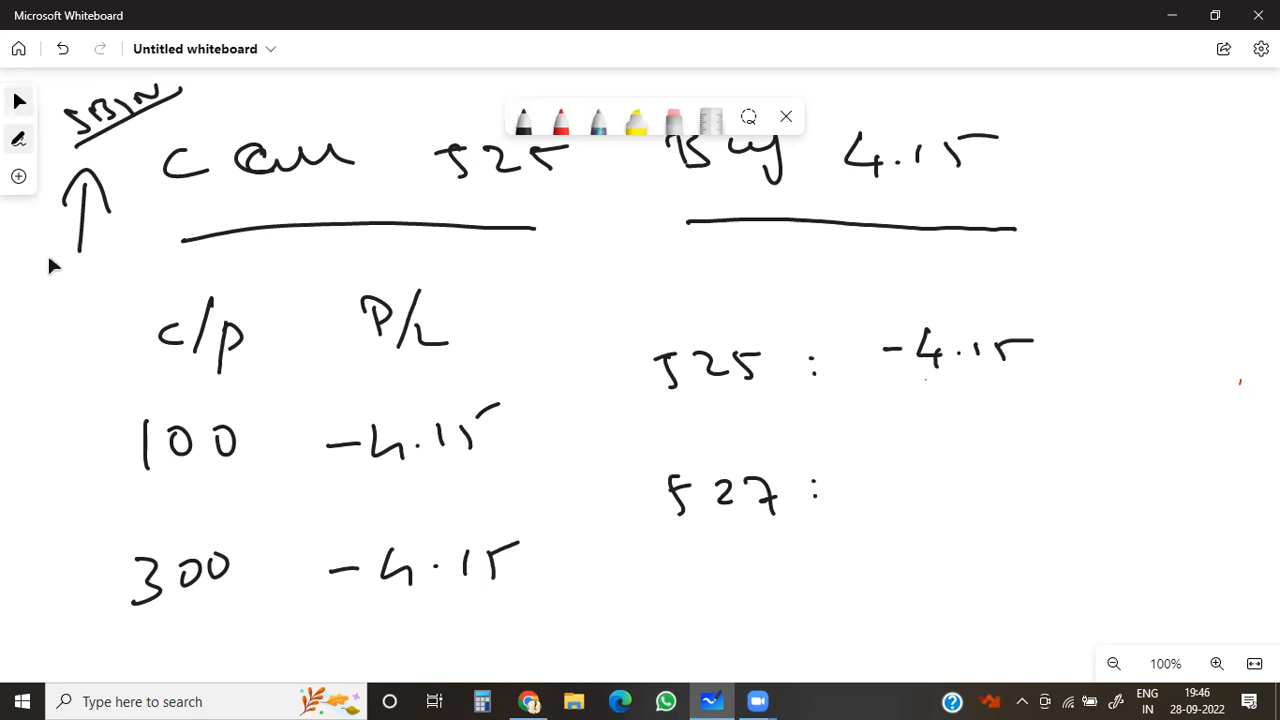 Microsoft Whiteboard
Untitled whiteboard
SBIN
Call 525 Buy 4.15
C/P P/L
525 : -4.15
100 -4.15
527 :
300 -4.15
100%
Type here to search
ENG
IN
19:46
28-09-2022